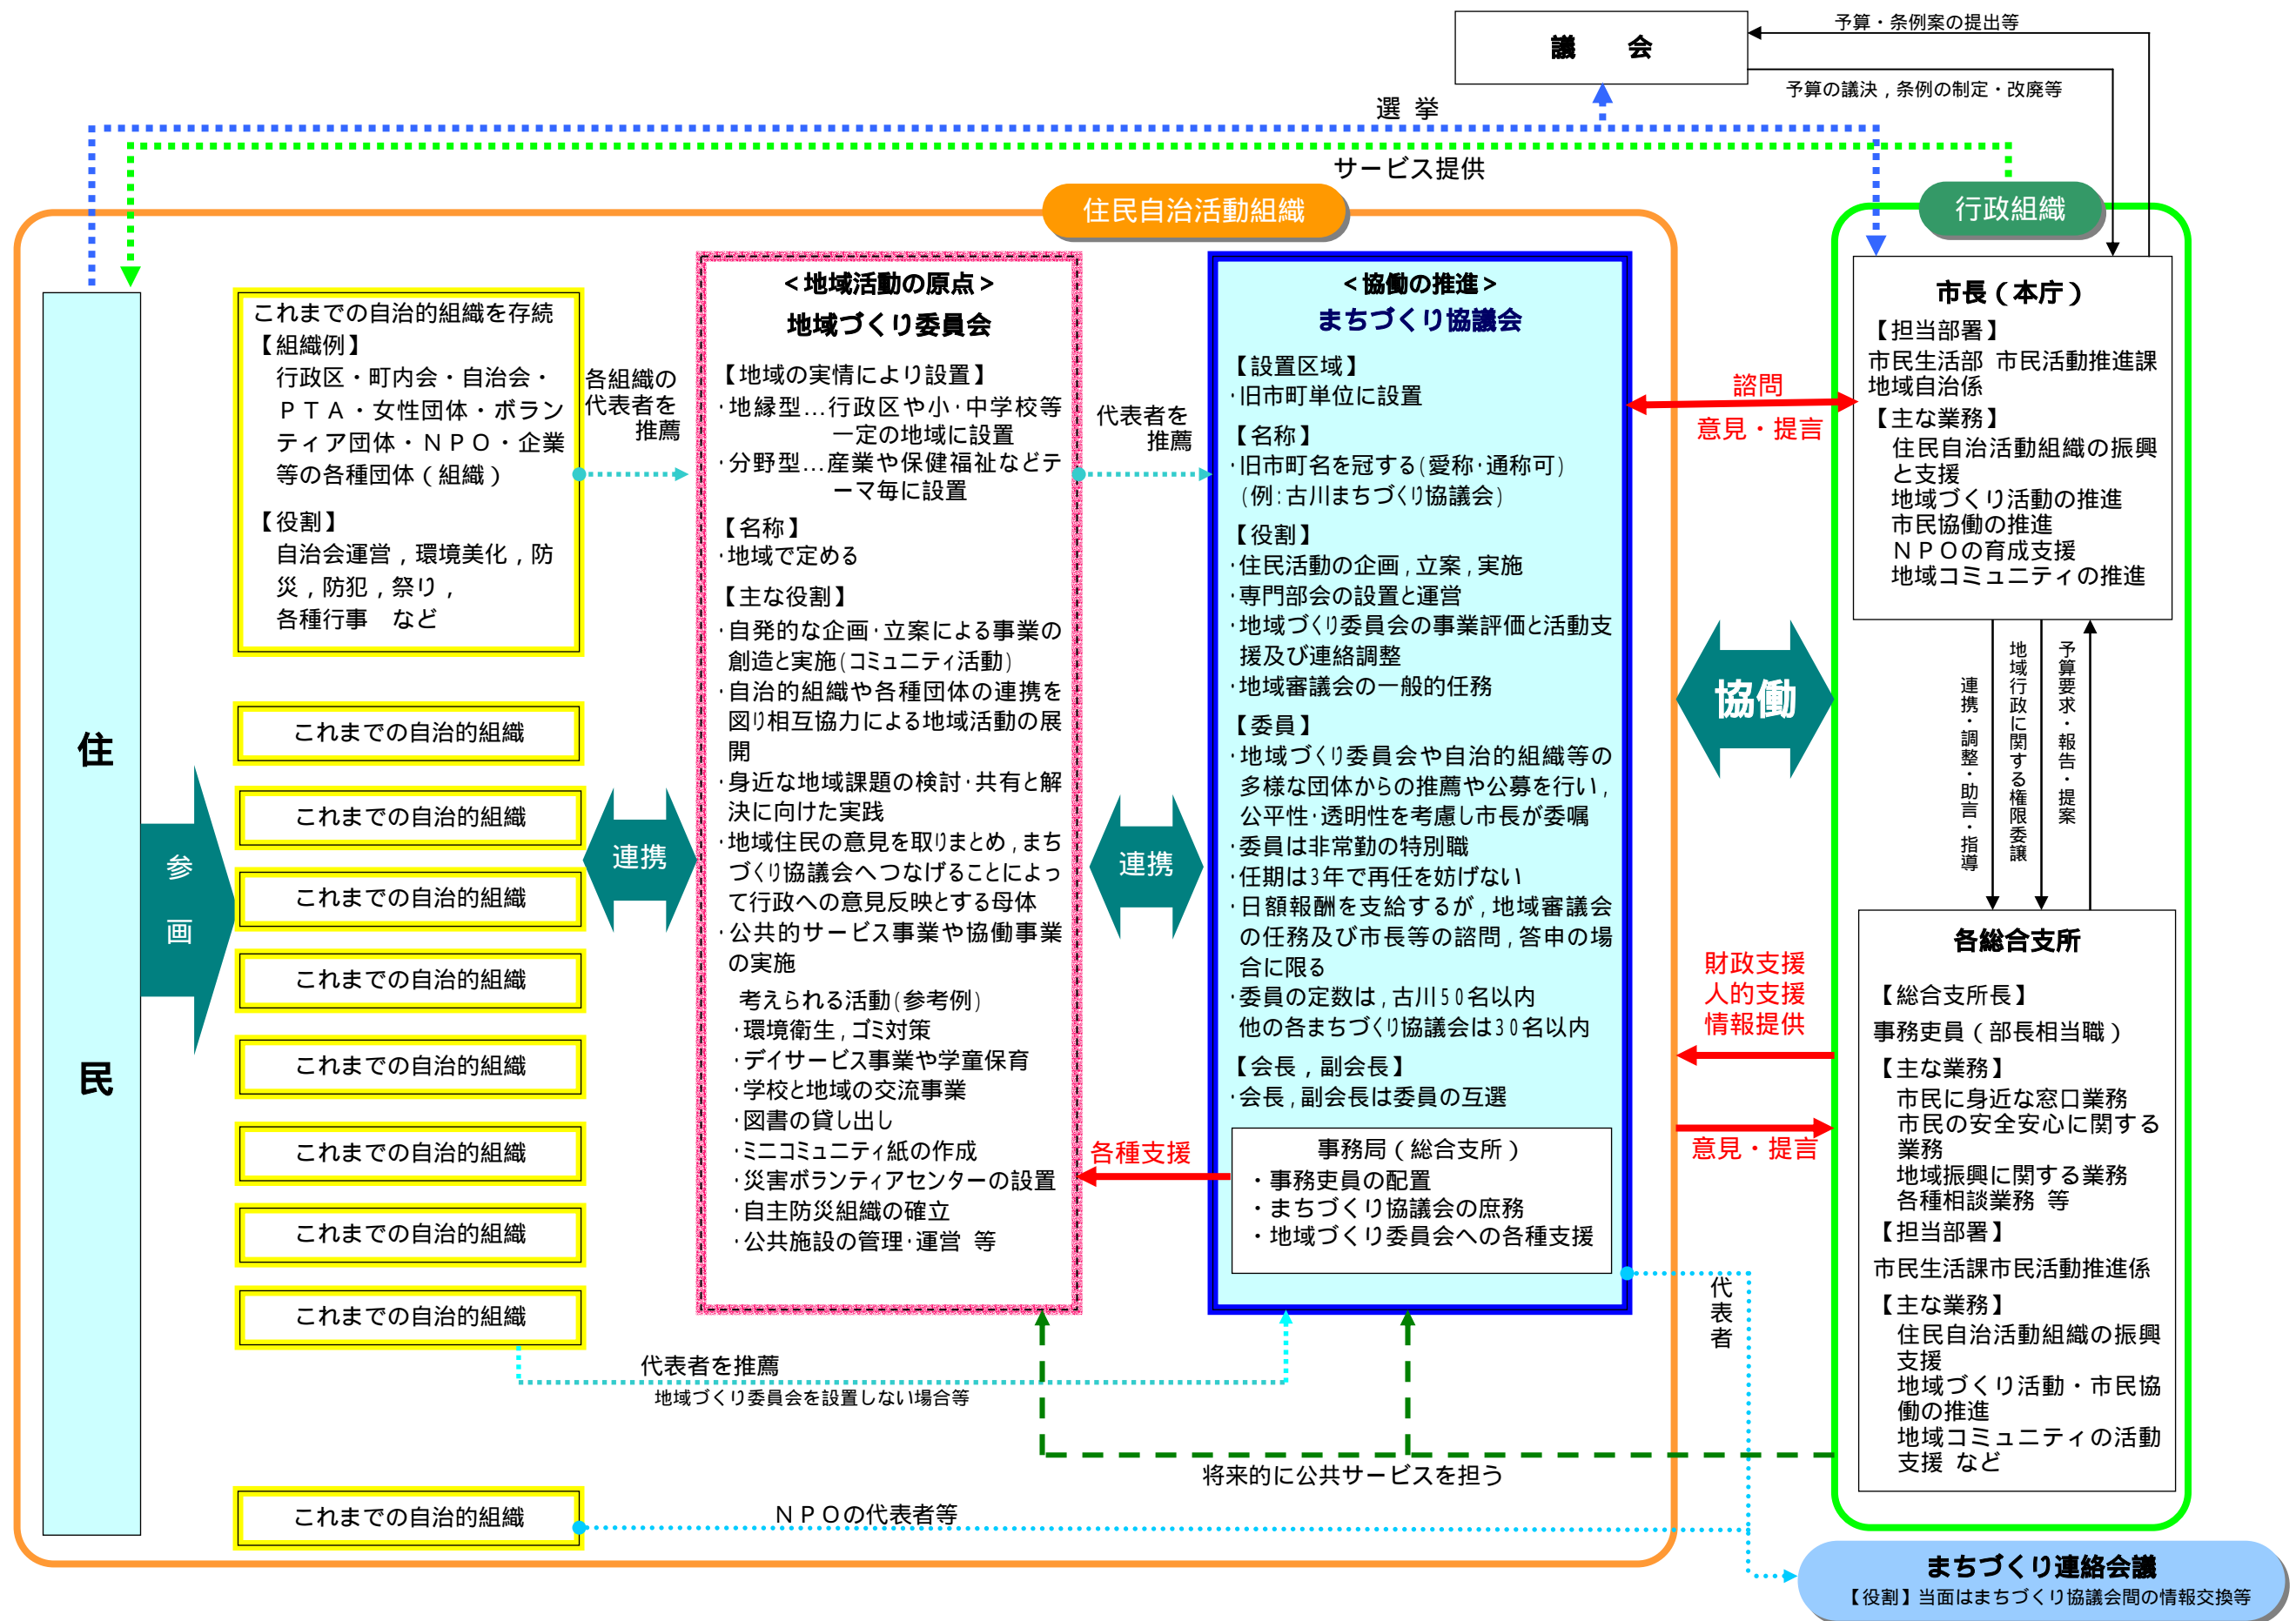 議　会
予算・条例案の提出等
予算の議決，条例の制定・改廃等
選 挙
サービス提供
住民自治活動組織
行政組織
住
民
参
画
これまでの自治的組織を存続
【組織例】
行政区・町内会・自治会・
ＰＴＡ・女性団体・ボラン
ティア団体・ＮＰＯ・企業
等の各種団体（組織）
【役割】
自治会運営，環境美化，防
災，防犯，祭り，
各種行事　など
これまでの自治的組織
これまでの自治的組織
これまでの自治的組織
これまでの自治的組織
これまでの自治的組織
これまでの自治的組織
これまでの自治的組織
これまでの自治的組織
これまでの自治的組織
各組織の
代表者を
推薦
連携
＜地域活動の原点＞
地域づくり委員会
【地域の実情により設置】
・地縁型…行政区や小・中学校等
一定の地域に設置
・分野型…産業や保健福祉などテ
ーマ毎に設置
【名称】
・地域で定める
【主な役割】
・自発的な企画・立案による事業の
創造と実施(コミュニティ活動)
・自治的組織や各種団体の連携を
図り相互協力による地域活動の展
開
・身近な地域課題の検討・共有と解
決に向けた実践
・地域住民の意見を取りまとめ，まち
づくり協議会へつなげることによっ
て行政への意見反映とする母体
・公共的サービス事業や協働事業
の実施
考えられる活動(参考例)
・環境衛生，ゴミ対策
・デイサービス事業や学童保育
・学校と地域の交流事業
・図書の貸し出し
・ミニコミュニティ紙の作成
・災害ボランティアセンターの設置
・自主防災組織の確立
・公共施設の管理・運営 等
代表者を
推薦
連携
各種支援
＜協働の推進＞
まちづくり協議会
【設置区域】
・旧市町単位に設置
【名称】
・旧市町名を冠する(愛称・通称可)
(例：古川まちづくり協議会)
【役割】
・住民活動の企画，立案，実施
・専門部会の設置と運営
・地域づくり委員会の事業評価と活動支
援及び連絡調整
・地域審議会の一般的任務
【委員】
・地域づくり委員会や自治的組織等の
多様な団体からの推薦や公募を行い，
公平性・透明性を考慮し市長が委嘱
・委員は非常勤の特別職
・任期は3年で再任を妨げない
・日額報酬を支給するが，地域審議会
の任務及び市長等の諮問，答申の場
合に限る
・委員の定数は，古川50名以内
他の各まちづくり協議会は30名以内
【会長，副会長】
・会長，副会長は委員の互選
事務局（総合支所）
・事務吏員の配置
・まちづくり協議会の庶務
・地域づくり委員会への各種支援
諮問
意見・提言
協働
財政支援
人的支援
情報提供
意見・提言
代表者
市長（本庁）
【担当部署】
市民生活部 市民活動推進課
地域自治係
【主な業務】
住民自治活動組織の振興
と支援
地域づくり活動の推進
市民協働の推進
ＮＰＯの育成支援
地域コミュニティの推進
連携・調整・助言・指導
地域行政に関する権限委譲
予算要求・報告・提案
各総合支所
【総合支所長】
事務吏員（部長相当職）
【主な業務】
市民に身近な窓口業務
市民の安全安心に関する
業務
地域振興に関する業務
各種相談業務 等
【担当部署】
市民生活課市民活動推進係
【主な業務】
住民自治活動組織の振興
支援
地域づくり活動・市民協
働の推進
地域コミュニティの活動
支援 など
代表者を推薦
地域づくり委員会を設置しない場合等
将来的に公共サービスを担う
ＮＰＯの代表者等
まちづくり連絡会議
【役割】当面はまちづくり協議会間の情報交換等